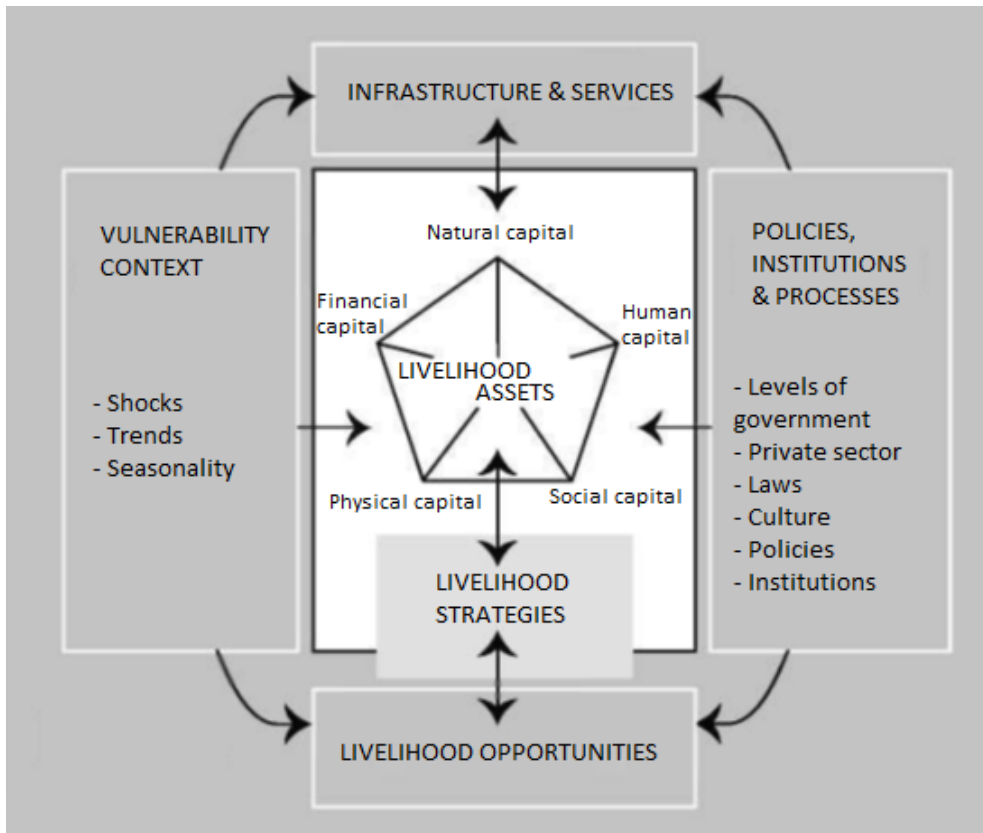 INFRASTRUCTURE & SERVICES
VULNERABILITY
CONTEXT
- Shocks
- Trends
- Seasonality
Natural capital
Financial
capital
Human
capital
LIVELIHOOD
ASSETS
Physical capital
Social capital
LIVELIHOOD
STRATEGIES
POLICIES,
INSTITUTIONS
& PROCESSES
- Levels of
government
- Private sector
- Laws
- Culture
- Policies
- Institutions
LIVELIHOOD OPPORTUNITIES